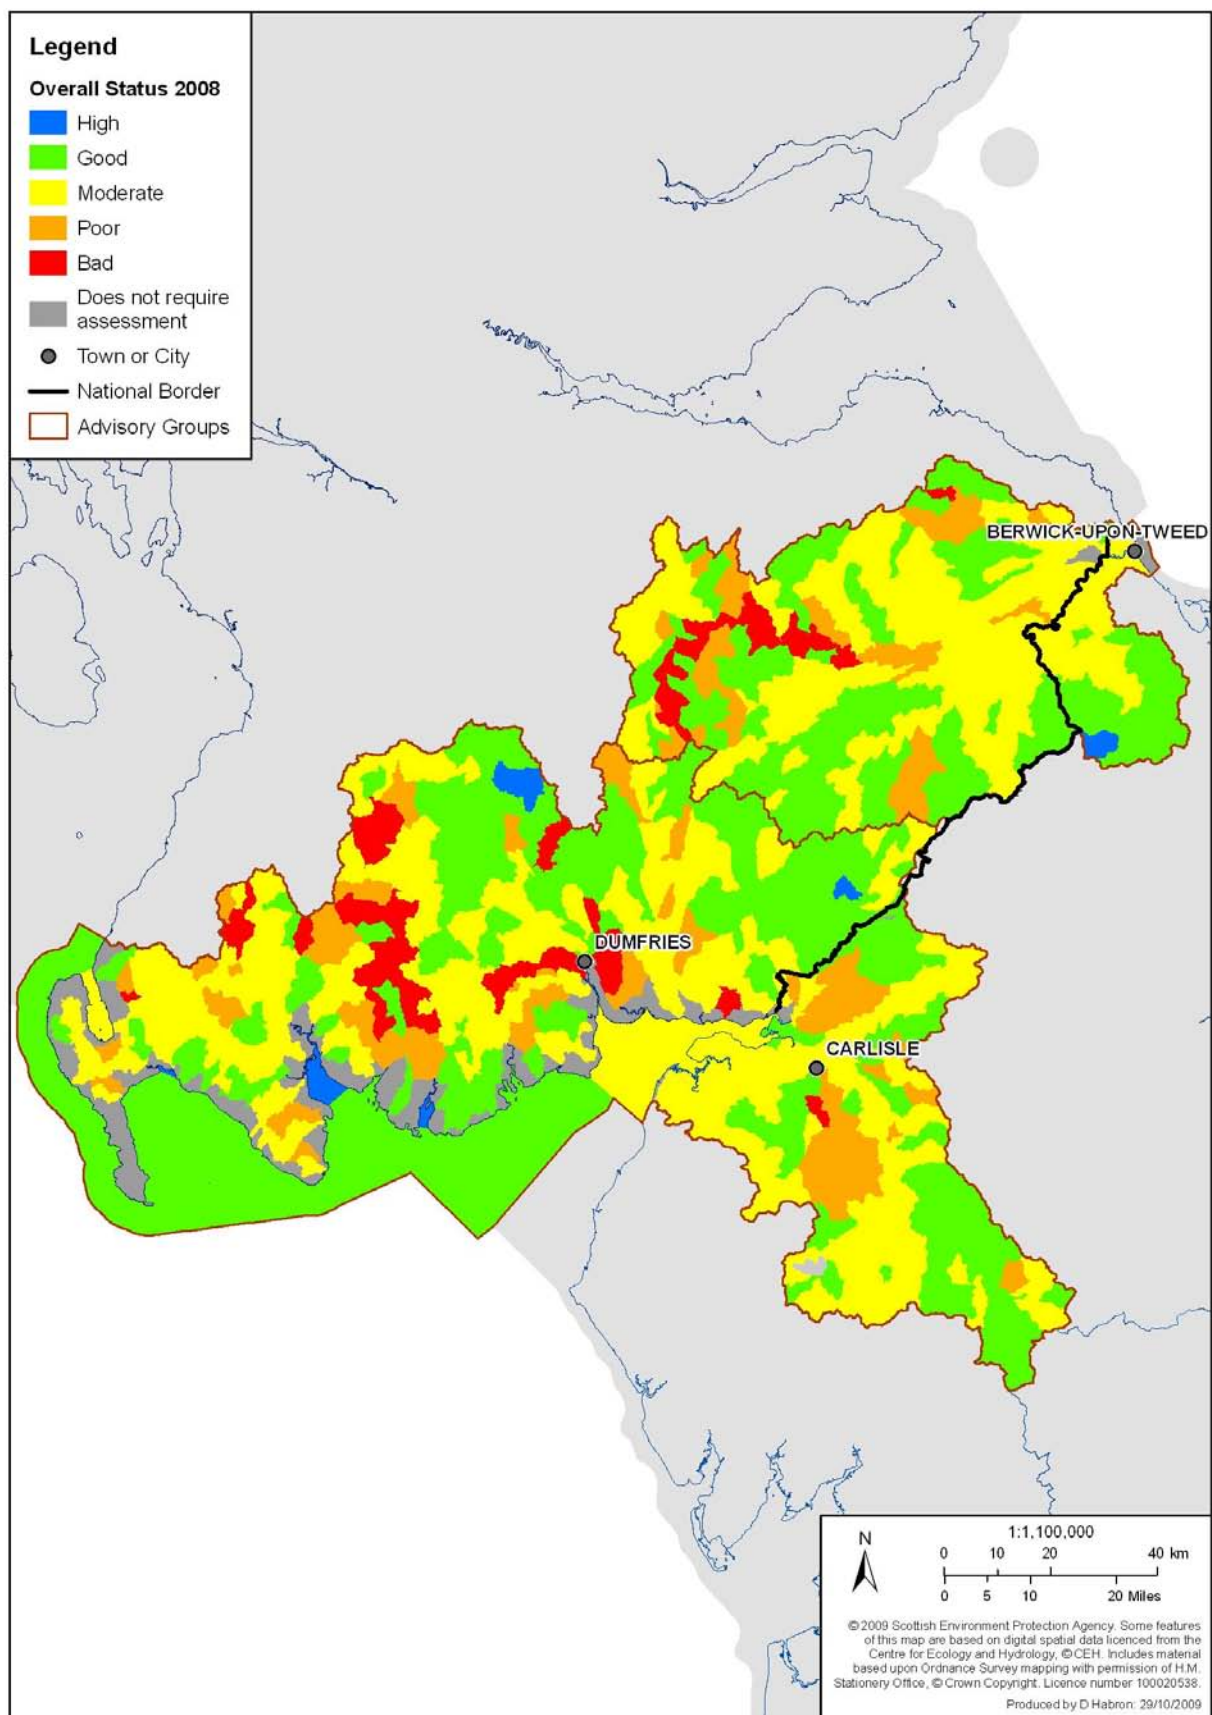 Legend
Overall Status 2008
High
Good
Moderate
Poor
Bad
Does not require
assessment
Town or City
National Border
Advisory Groups
BERWICK-UPON-TWEED
DUMFRIES
CARLISLE
N
1:1,100,000
0 10 20 40 km
0 5 10 20 Miles
©2009 Scottish Environment Protection Agency. Some features
of this map are based on digital spatial data licenced from the
Centre for Ecology and Hydrology, ©CEH. Includes material
based upon Ordnance Survey mapping with permission of H.M.
Stationery Office, © Crown Copyright. Licence number 100020538.
Produced by D Habron: 29/10/2009